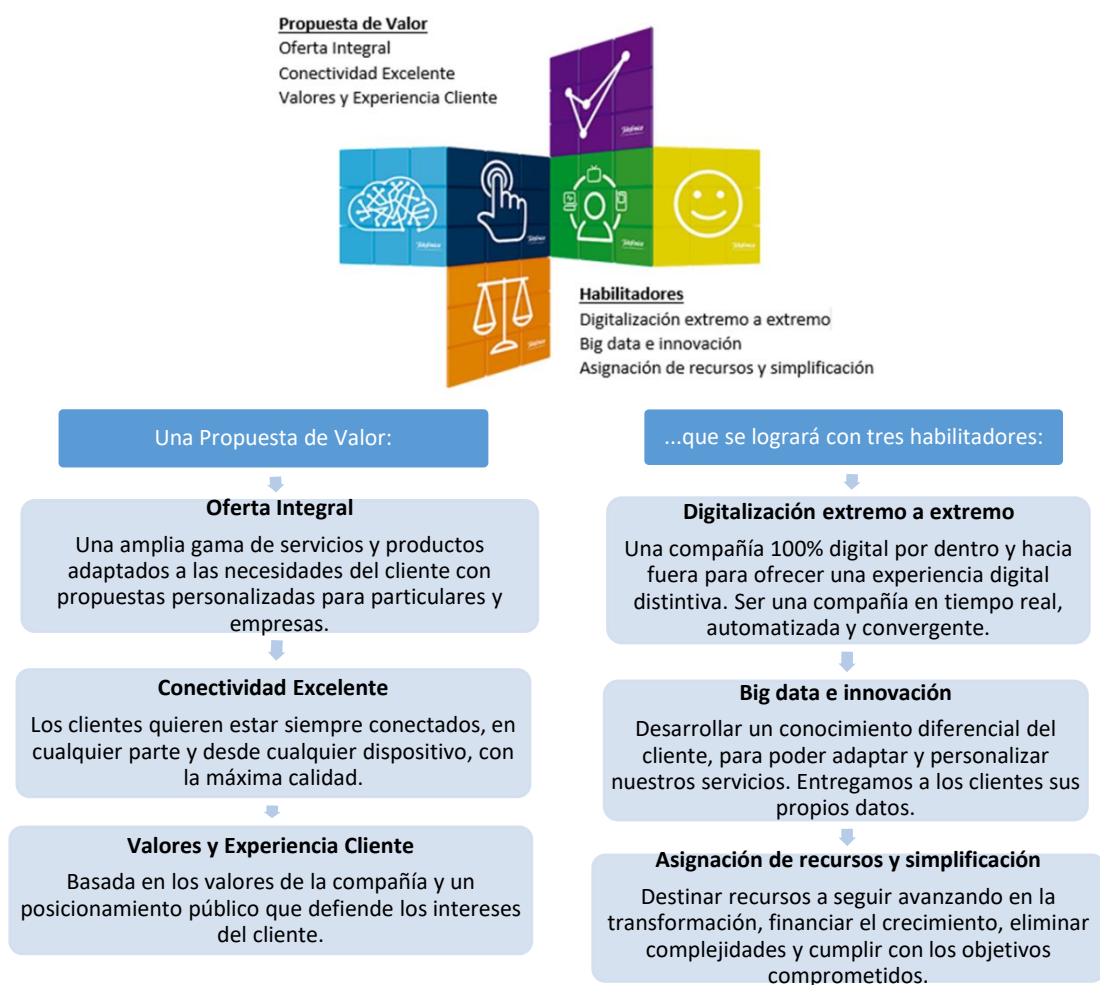 Propuesta de Valor
Oferta Integral
Conectividad Excelente
Valores y Experiencia Cliente
Telefónica
Telefónica
Telefónica
Telefónica
Telefónica
Telefónica
Habilitadores
Digitalización extremo a extremo
Big data e innovación
Asignación de recursos y simplificación
Una Propuesta de Valor:
Oferta Integral
Una amplia gama de servicios y productos
adaptados a las necesidades del cliente con
propuestas personalizadas para particulares y
empresas.
Conectividad Excelente
Los clientes quieren estar siempre conectados, en
cualquier parte y desde cualquier dispositivo, con
la máxima calidad.
Valores y Experiencia Cliente
Basada en los valores de la compañía y un
posicionamiento público que defiende los intereses
del cliente.
...que se logrará con tres habilitadores:
Digitalización extremo a extremo
Una compañía 100% digital por dentro y hacia
fuera para ofrecer una experiencia digital
distintiva. Ser una compañía en tiempo real,
automatizada y convergente.
Big data e innovación
Desarrollar un conocimiento diferencial del
cliente, para poder adaptar y personalizar
nuestros servicios. Entregamos a los clientes sus
propios datos.
Asignación de recursos y simplificación
Destinar recursos a seguir avanzando en la
transformación, financiar el crecimiento, eliminar
complejidades y cumplir con los objetivos
comprometidos.